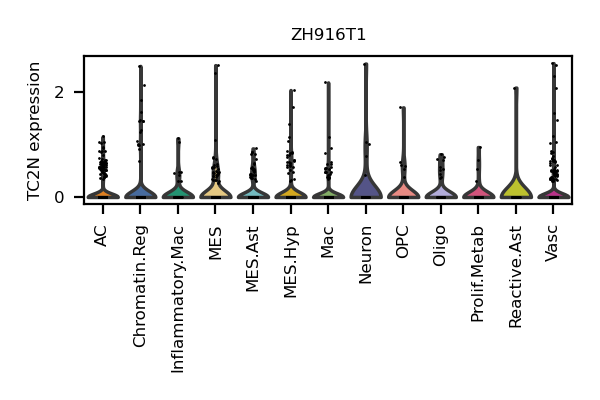 ZH916T1
TC2N expression
2
0
AC
Chromatin.Reg
Inflammatory.Mac
MES
MES.Ast
MES.Hyp
Mac
Neuron
OPC
Oligo
Prolif.Metab
Reactive.Ast
Vasc